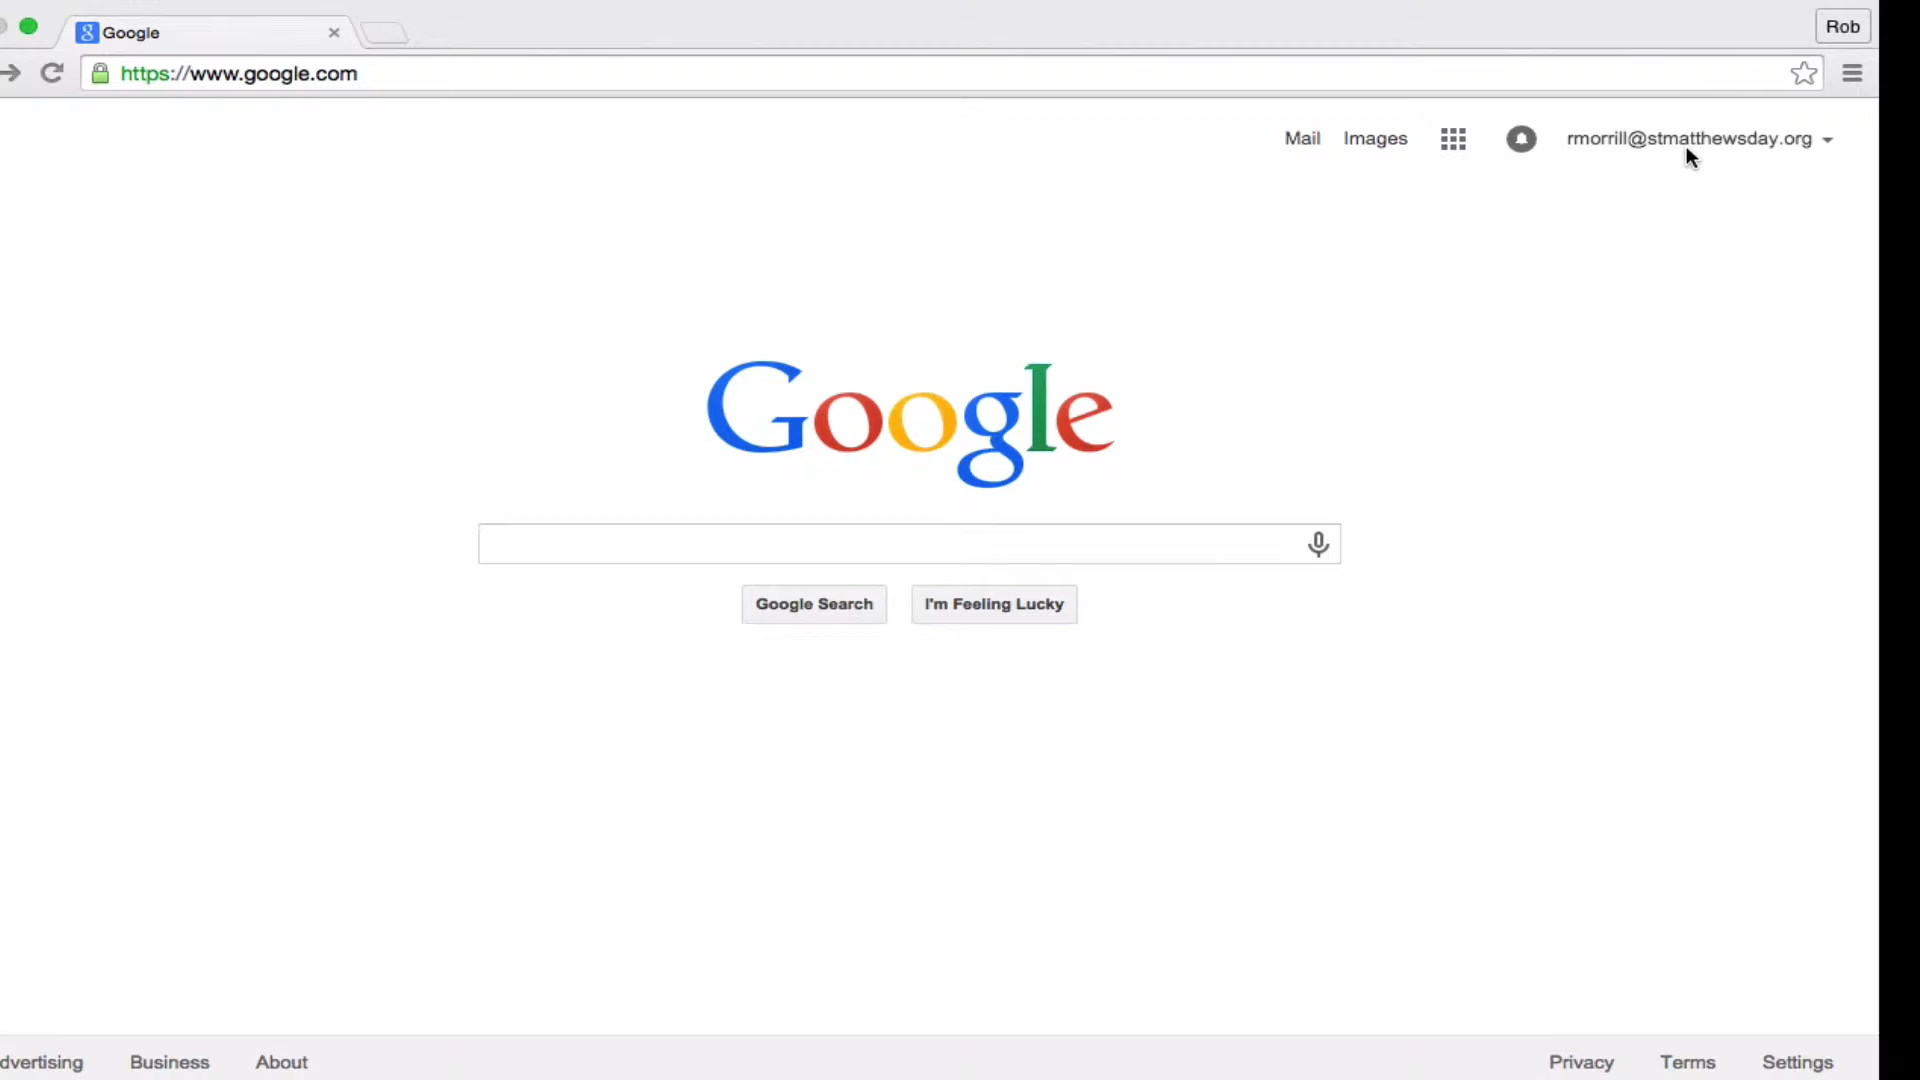 Google
Rob
https://www.google.com
Mail Images rmorrill@stmatthewsday.org
Google
Google Search I'm Feeling Lucky
dvertising Business About Privacy Terms Settings